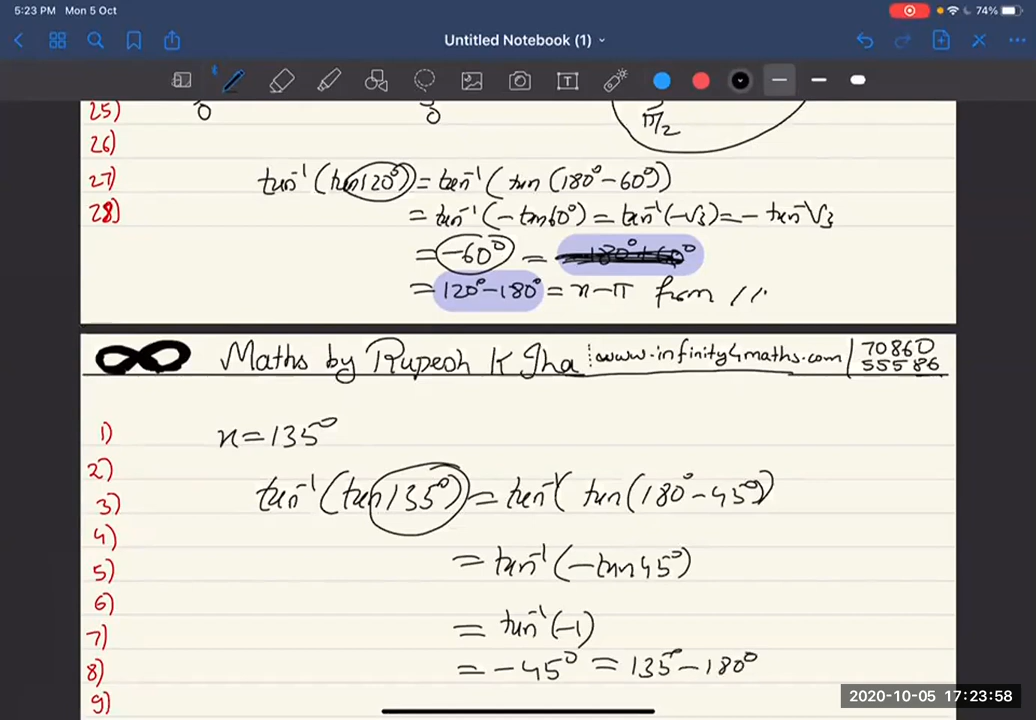 5:23 PM Mon 5 Oct
74%
Untitled Notebook (1)
25) 0 0 π/2
26)
27) tan⁻¹(tan120°) = tan⁻¹(tan(180°-60°))
28) = tan⁻¹(-tan60°) = tan⁻¹(-√3) = - tan⁻¹√3
= -60° =
= 120°-180° = x-π from
∞ Maths by Rupesh K Jha www.infinity4maths.com 70860
55586
1) x = 135°
2)
3) tan⁻¹(tan135°) = tan⁻¹(tan(180°-45°))
4)
5) = tan⁻¹(-tan45°)
6)
7) = tan⁻¹(-1)
8) = -45° = 135°-180°
9)
2020-10-05 17:23:58